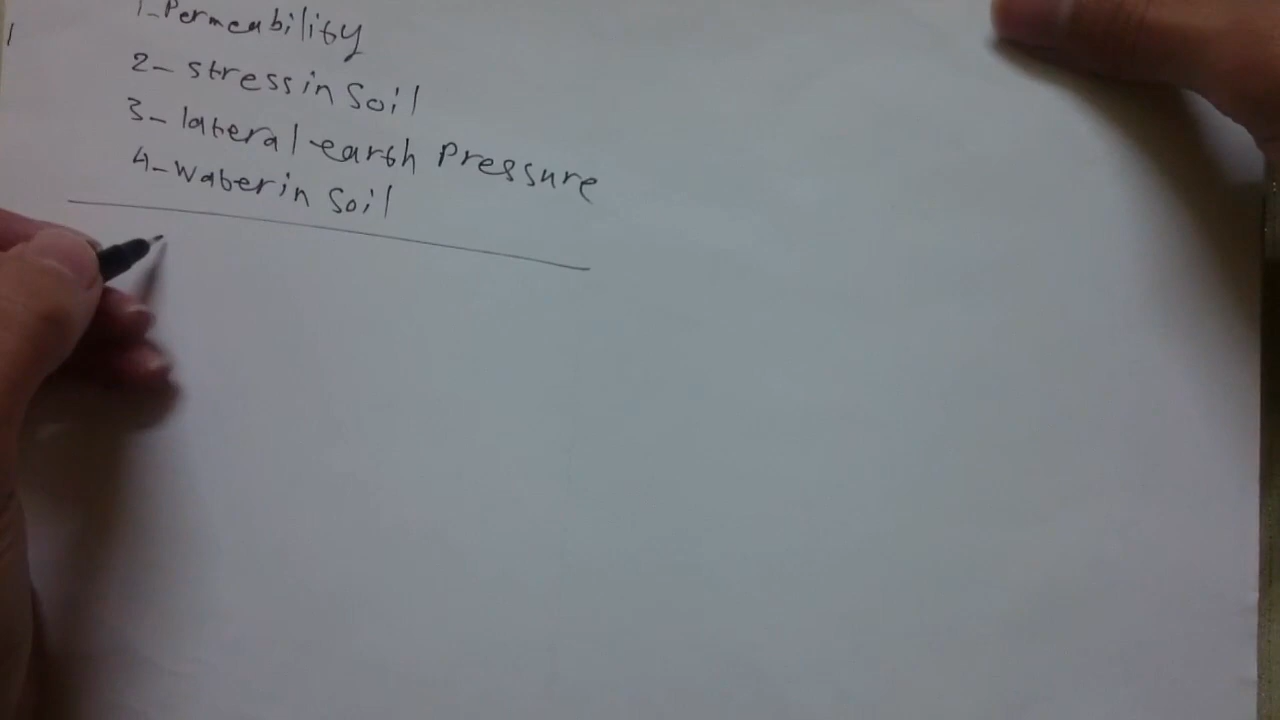 1-Permeability
2- stress in Soil
3- lateral earth Pressure
4- water in Soil